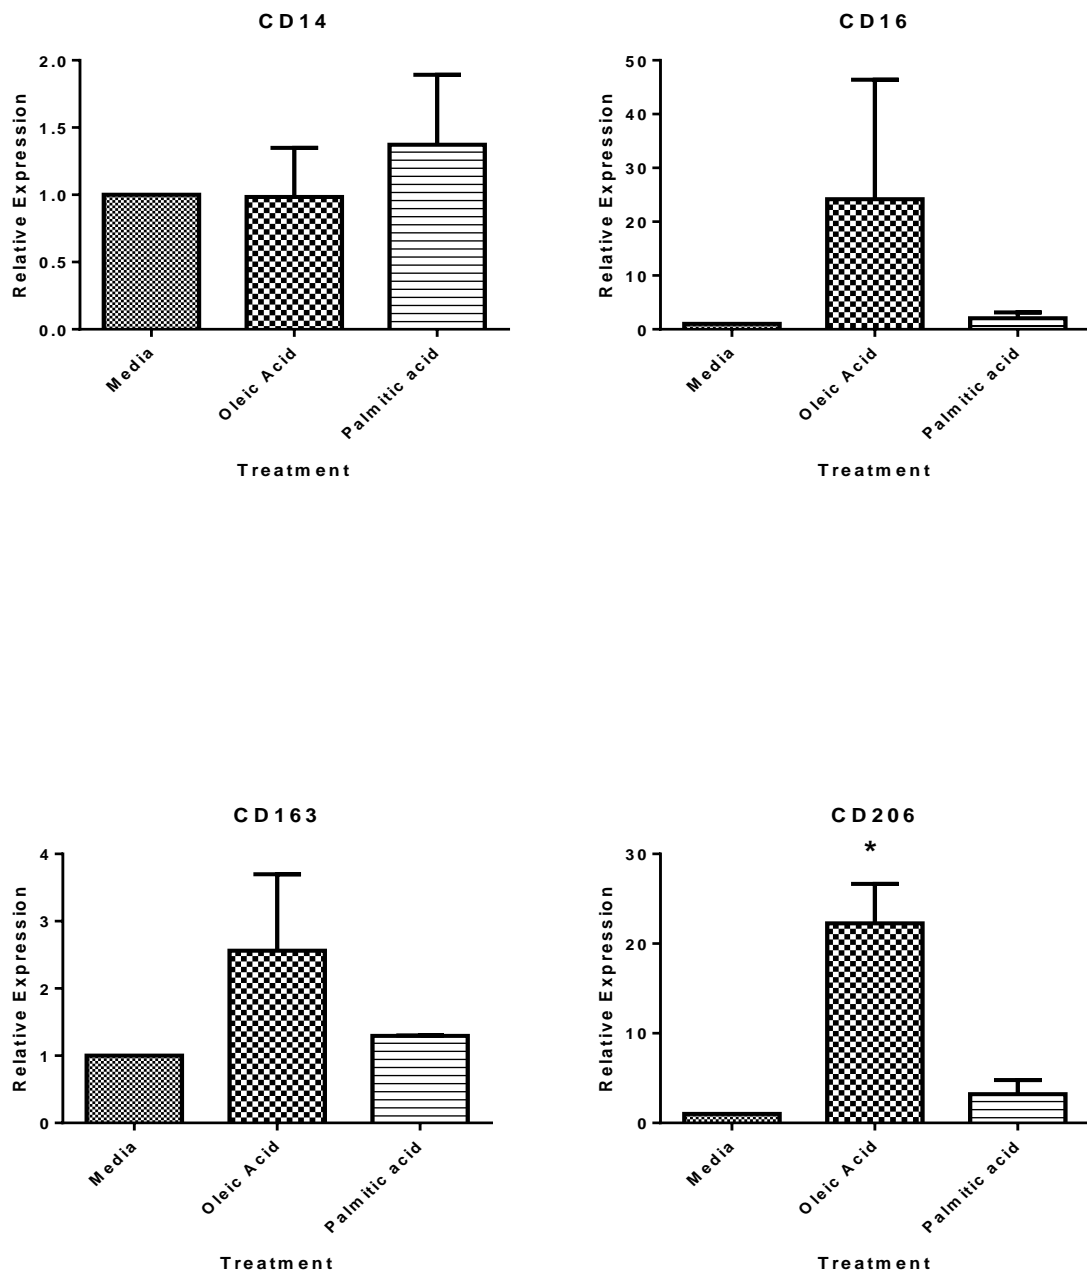 CD14
2.0
1.5
1.0
0.5
0.0
Relative Expression
Media
Oleic Acid
Palmitic acid
Treatment
CD16
50
40
30
20
10
0
Relative Expression
Media
Oleic Acid
Palmitic acid
Treatment
CD163
4
3
2
1
0
Relative Expression
Media
Oleic Acid
Palmitic acid
Treatment
CD206
*
30
20
10
0
Relative Expression
Media
Oleic Acid
Palmitic acid
Treatment